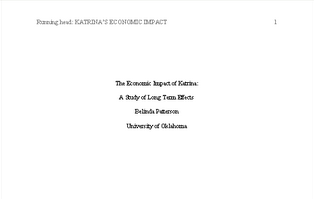 Running head: KATRINA'S ECONOMIC IMPACT 1
The Economic Impact of Katrina:
A Study of Long Term Effects
Belinda Patterson
University of Oklahoma